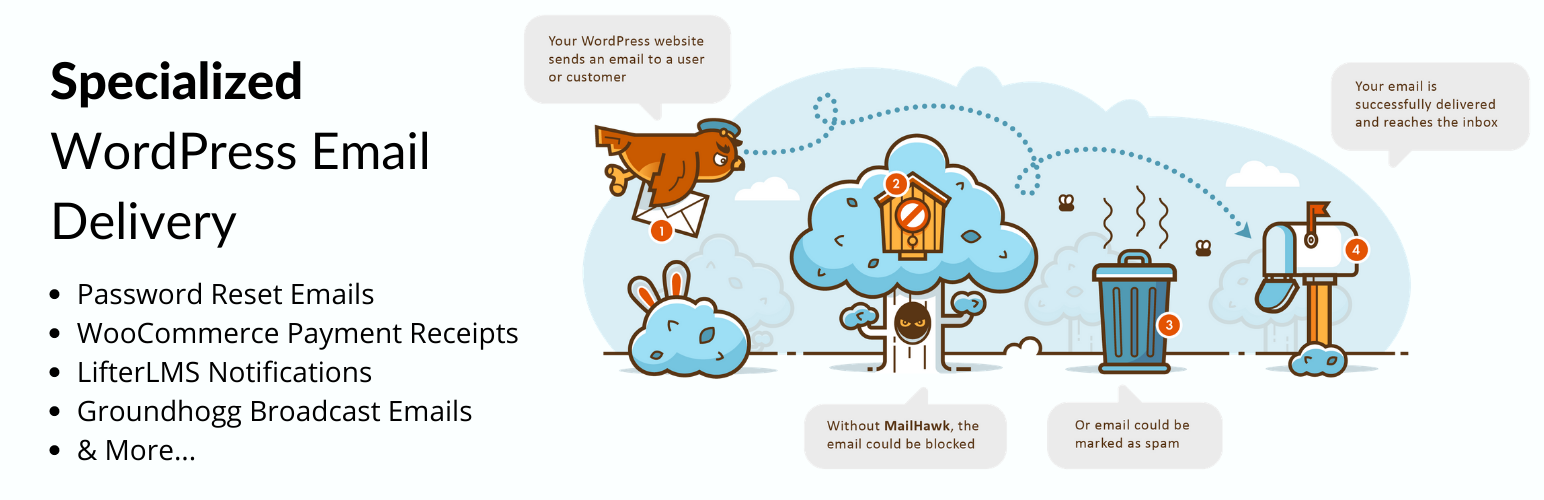 Specialized
WordPress Email
Delivery
• Password Reset Emails
• WooCommerce Payment Receipts
• LifterLMS Notifications
• Groundhogg Broadcast Emails
• & More...
Your WordPress website
sends an email to a user
or customer
1
2
Without MailHawk, the
email could be blocked
3
Or email could be
marked as spam
4
Your email is
successfully delivered
and reaches the inbox